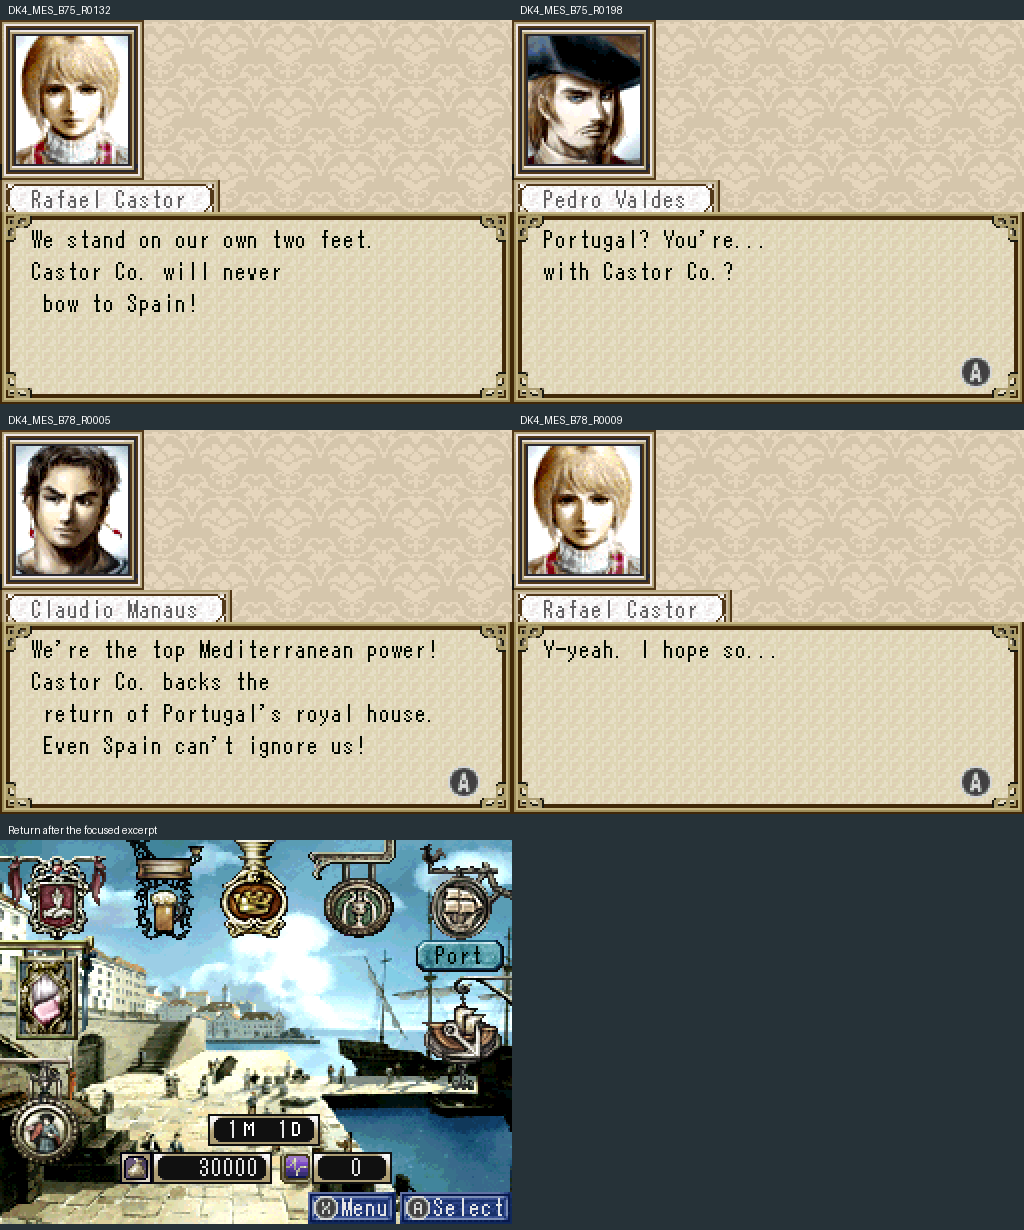 DK4_MES_B75_R0132
Rafael Castor
We stand on our own two feet.
Castor Co. will never
bow to Spain!
DK4_MES_B75_R0198
Pedro Valdes
Portugal? You're...
with Castor Co.?
A
DK4_MES_B78_R0005
Claudio Manaus
We're the top Mediterranean power!
Castor Co. backs the
return of Portugal's royal house.
Even Spain can't ignore us!
A
DK4_MES_B78_R0009
Rafael Castor
Y-yeah. I hope so...
A
Return after the focused excerpt
Port
1M 1D
30000
0
X Menu
A Select